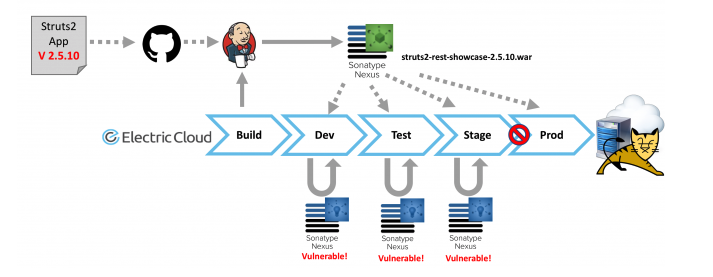 Struts2
App
V 2.5.10
Sonatype
Nexus
struts2-rest-showcase-2.5.10.war
Electric Cloud
Build
Dev
Test
Stage
Prod
Sonatype
Nexus
Vulnerable!
Sonatype
Nexus
Vulnerable!
Sonatype
Nexus
Vulnerable!